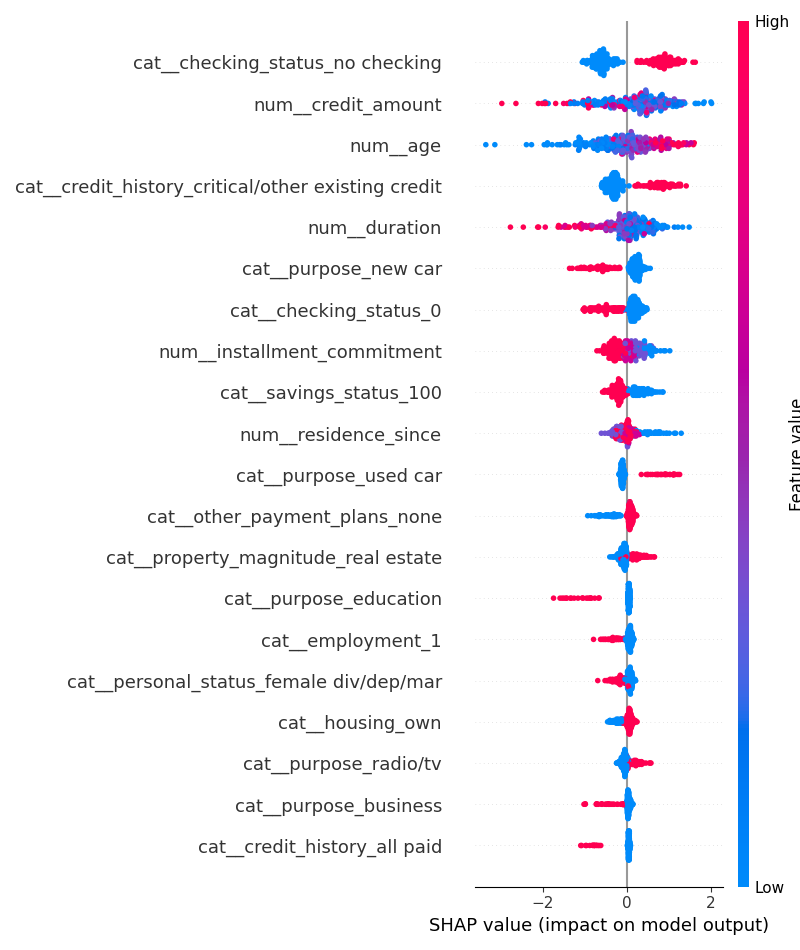 High
cat__checking_status_no checking
num__credit_amount
num__age
cat__credit_history_critical/other existing credit
num__duration
cat__purpose_new car
cat__checking_status_0
num__installment_commitment
cat__savings_status_100
num__residence_since
cat__purpose_used car
cat__other_payment_plans_none
cat__property_magnitude_real estate
cat__purpose_education
cat__employment_1
cat__personal_status_female div/dep/mar
cat__housing_own
cat__purpose_radio/tv
cat__purpose_business
cat__credit_history_all paid
Feature value
Low
−2 0 2
SHAP value (impact on model output)